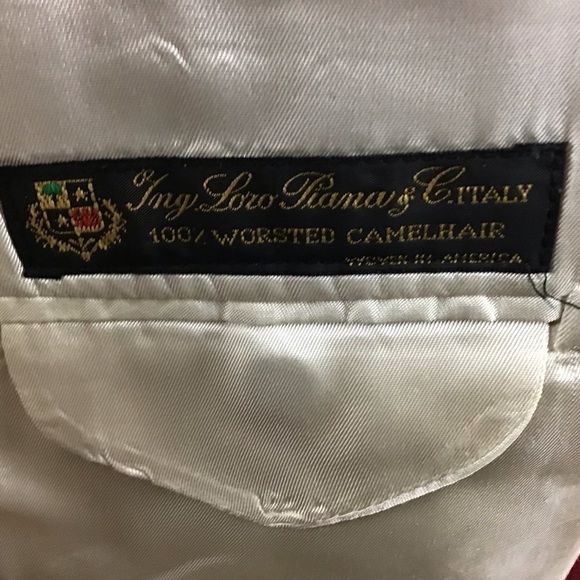 Ing Loro Piana & C. ITALY
100% WORSTED CAMELHAIR
WOVEN IN AMERICA